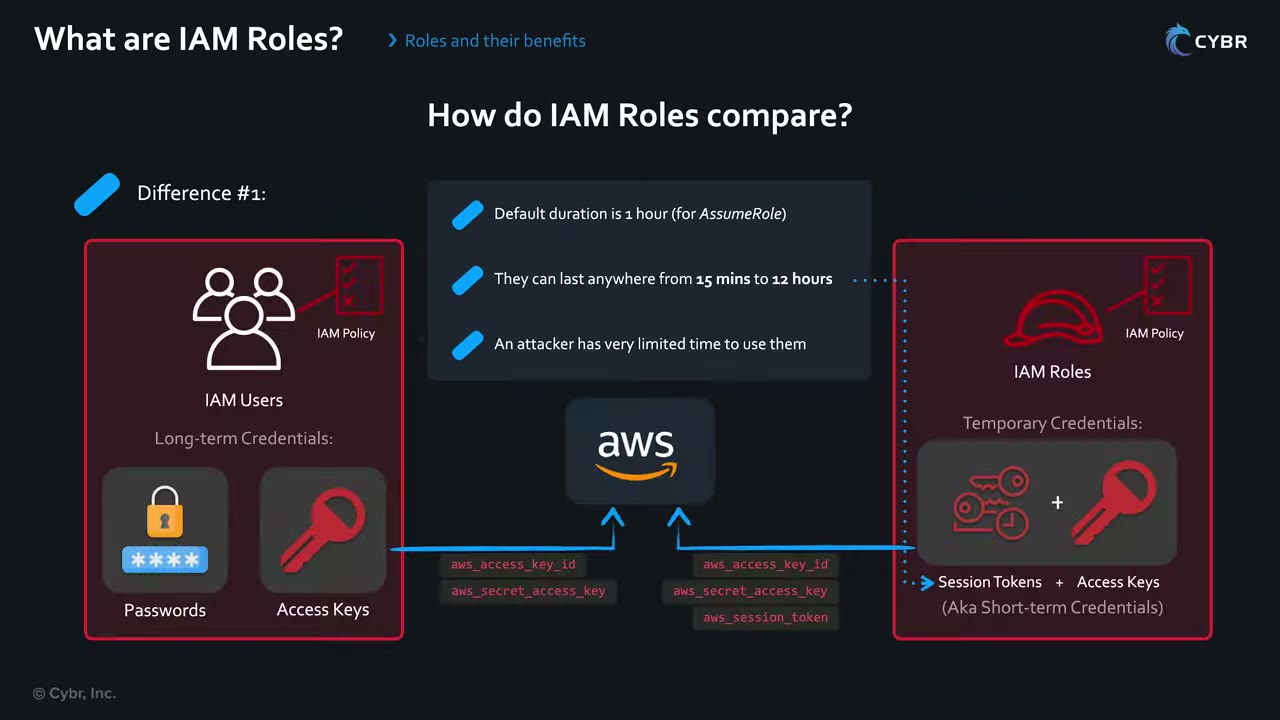 What are IAM Roles?
❯ Roles and their benefits
CYBR
How do IAM Roles compare?
Difference #1:
Default duration is 1 hour (for AssumeRole)
They can last anywhere from 15 mins to 12 hours
An attacker has very limited time to use them
IAM Policy
IAM Users
Long-term Credentials:
****
Passwords
Access Keys
aws
aws_access_key_id
aws_secret_access_key
aws_access_key_id
aws_secret_access_key
aws_session_token
IAM Policy
IAM Roles
Temporary Credentials:
+
Session Tokens + Access Keys
(Aka Short-term Credentials)
© Cybr, Inc.